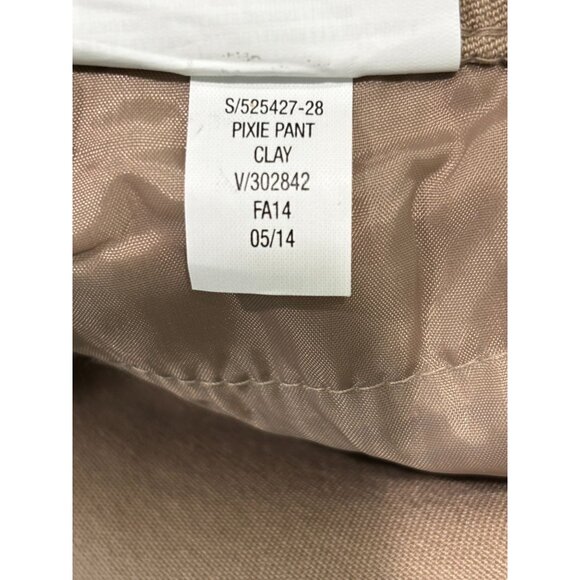 S/525427-28
PIXIE PANT
CLAY
V/302842
FA14
05/14